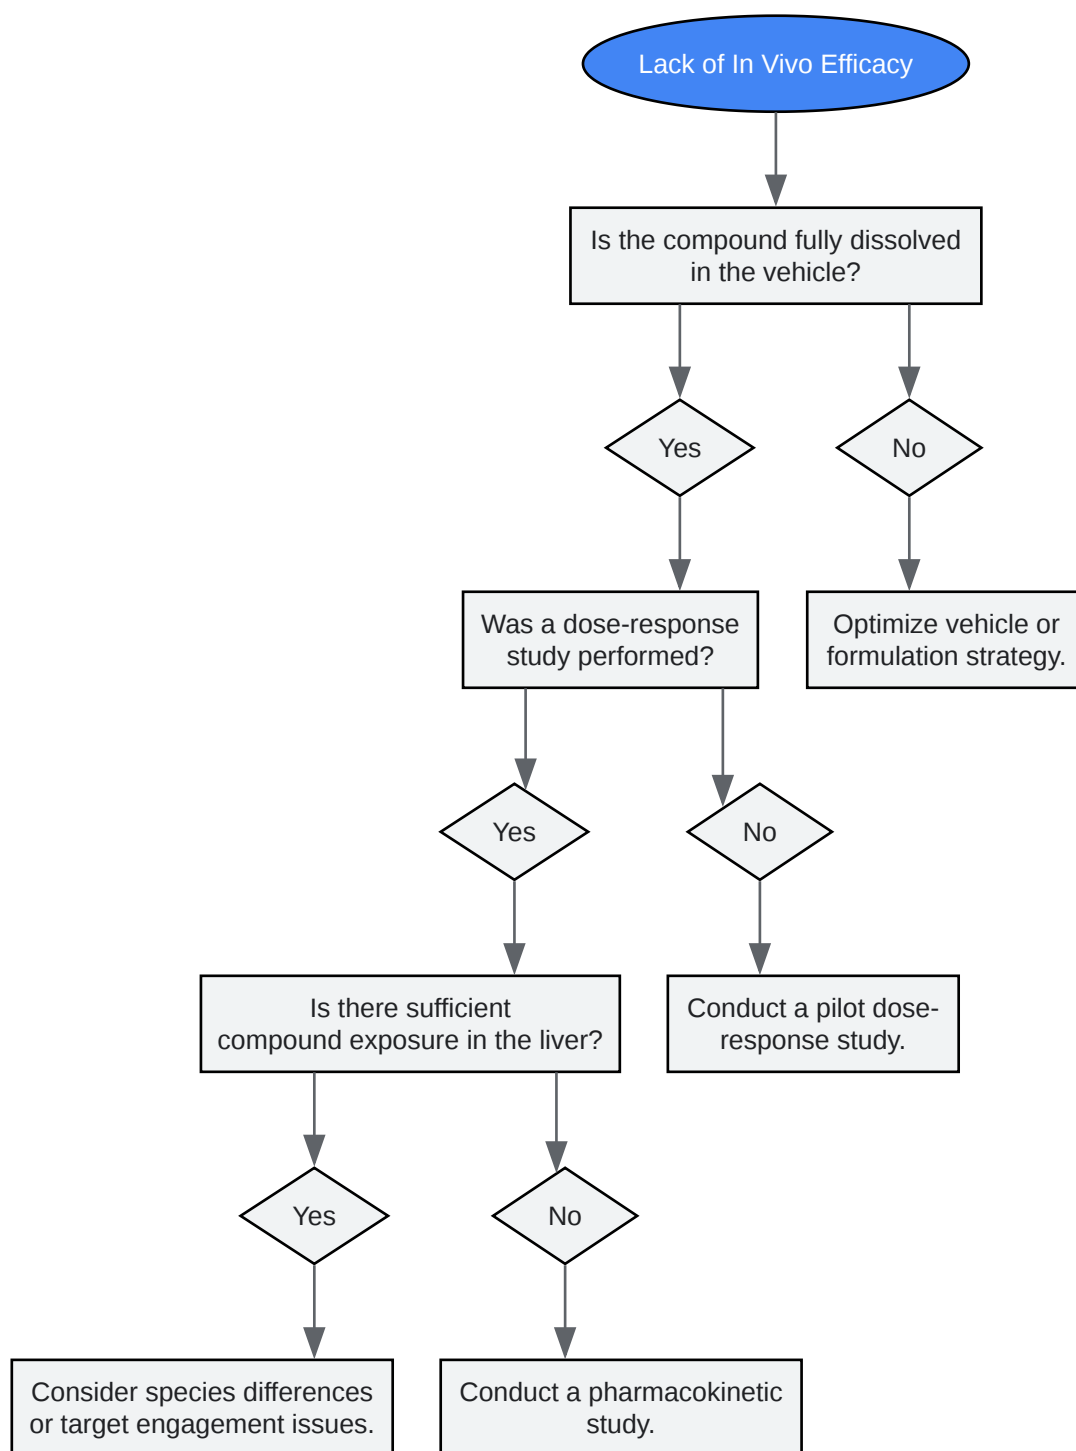 Lack of In Vivo Efficacy
Is the compound fully dissolved
in the vehicle?
Yes
No
Was a dose-response
study performed?
Optimize vehicle or
formulation strategy.
Yes
No
Is there sufficient
compound exposure in the liver?
Conduct a pilot dose-
response study.
Yes
No
Consider species differences
or target engagement issues.
Conduct a pharmacokinetic
study.